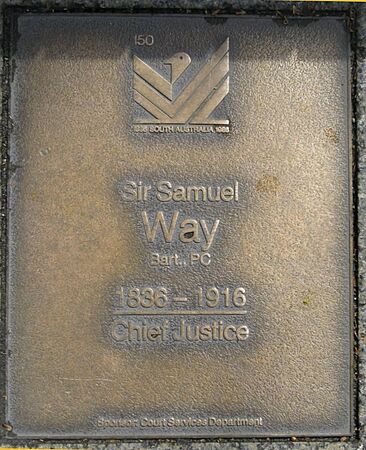 150
1836 SOUTH AUSTRALIA 1986
Sir Samuel
Way
Bart., PC
1836 – 1916
Chief Justice
Sponsor: Court Services Department